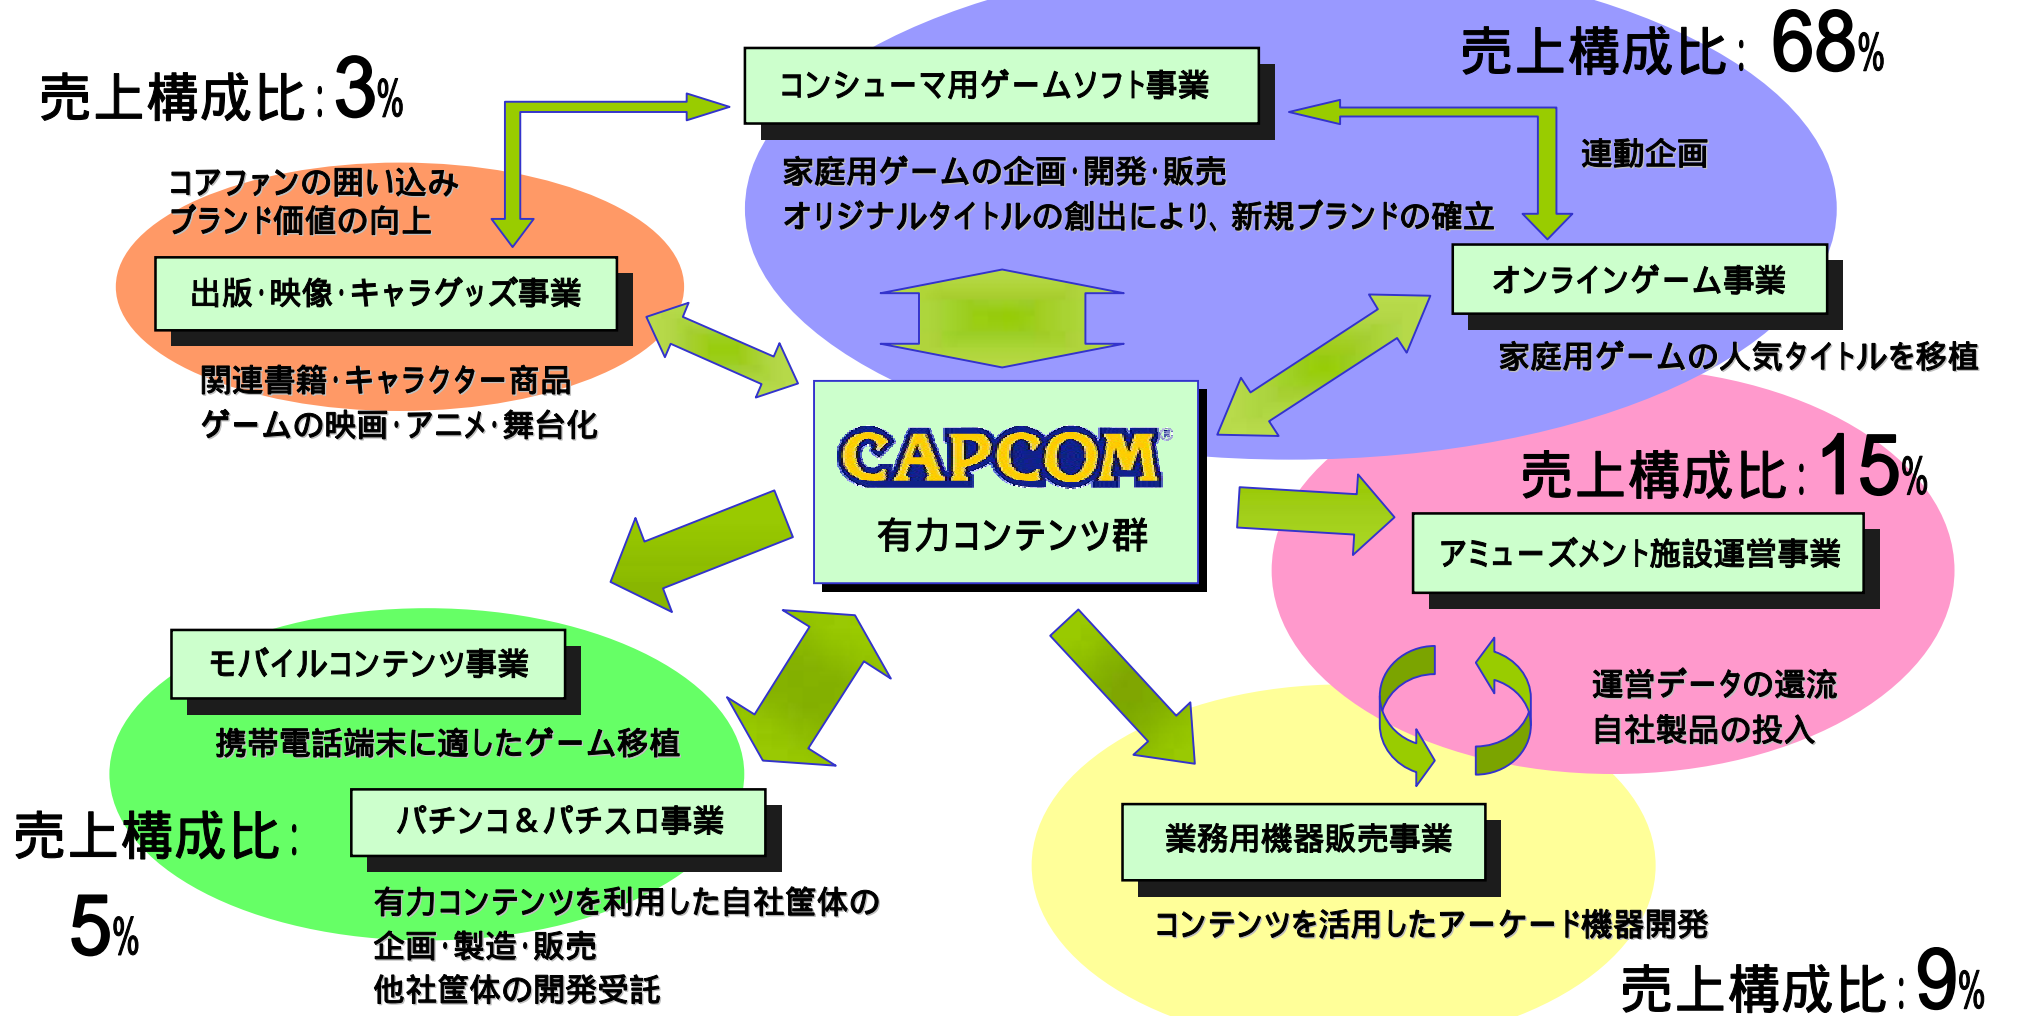 売上構成比：3%
コアファンの囲い込み
ブランド価値の向上
出版・映像・キャラグッズ事業
関連書籍・キャラクター商品
ゲームの映画・アニメ・舞台化
コンシューマ用ゲームソフト事業
家庭用ゲームの企画・開発・販売
オリジナルタイトルの創出により、新規ブランドの確立
売上構成比：68%
連動企画
オンラインゲーム事業
家庭用ゲームの人気タイトルを移植
CAPCOM®
有力コンテンツ群
売上構成比：15%
アミューズメント施設運営事業
運営データの還流
自社製品の投入
モバイルコンテンツ事業
携帯電話端末に適したゲーム移植
売上構成比：
5%
パチンコ＆パチスロ事業
有力コンテンツを利用した自社筐体の
企画・製造・販売
他社筐体の開発受託
業務用機器販売事業
コンテンツを活用したアーケード機器開発
売上構成比：9%